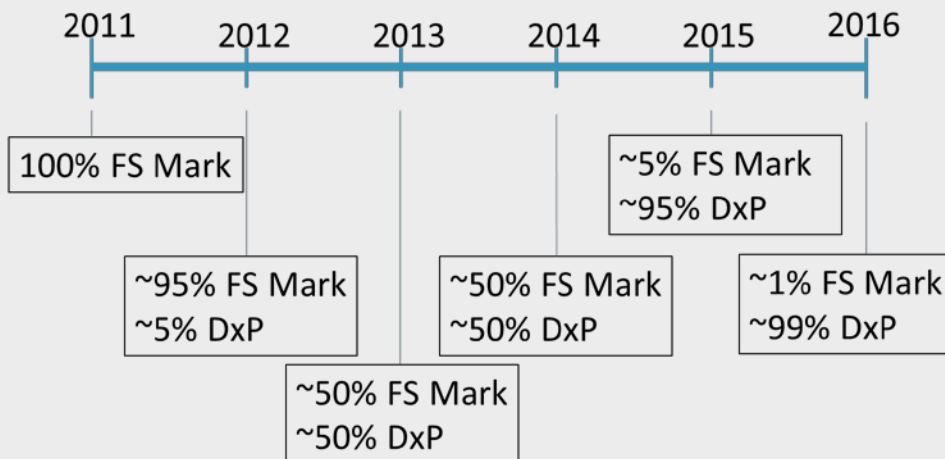 2011
2012
2013
2014
2015
2016
100% FS Mark
~95% FS Mark
~5% DxP
~50% FS Mark
~50% DxP
~50% FS Mark
~50% DxP
~5% FS Mark
~95% DxP
~1% FS Mark
~99% DxP